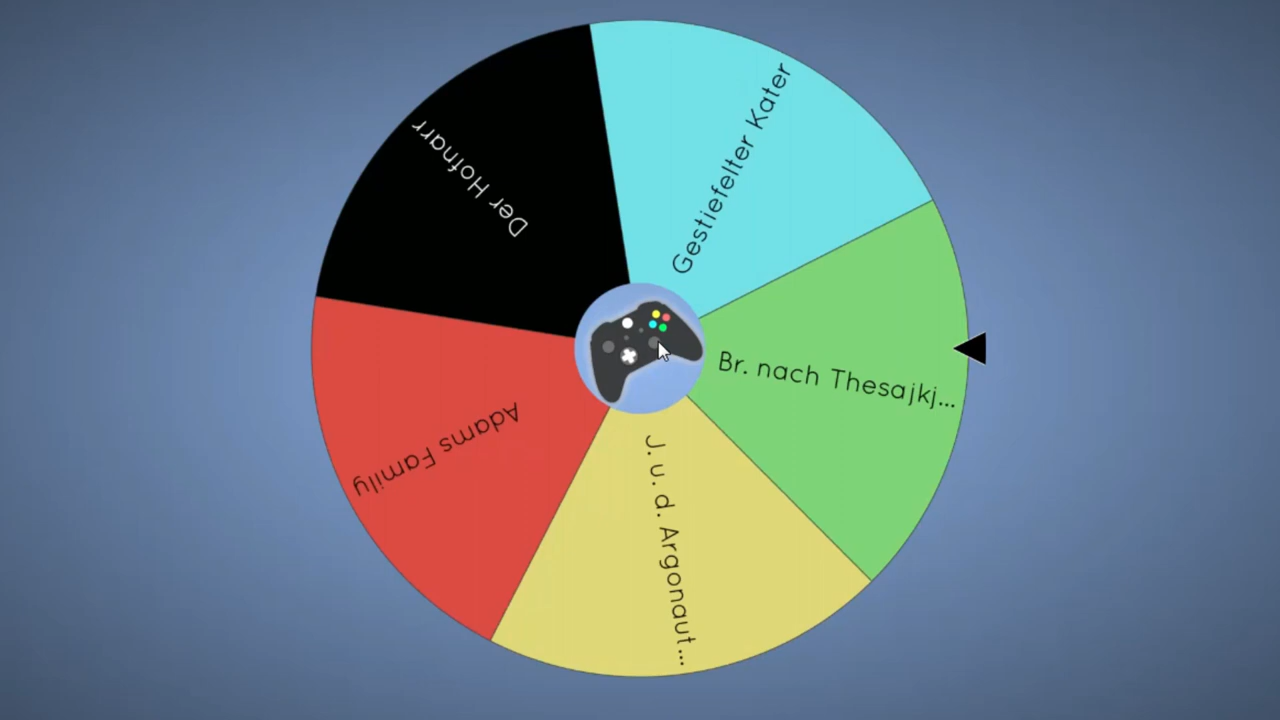 Gestiefelter Kater
Br. nach Thesajkj...
J. u. d. Argonaut...
Adams Family
Der Hofnarr